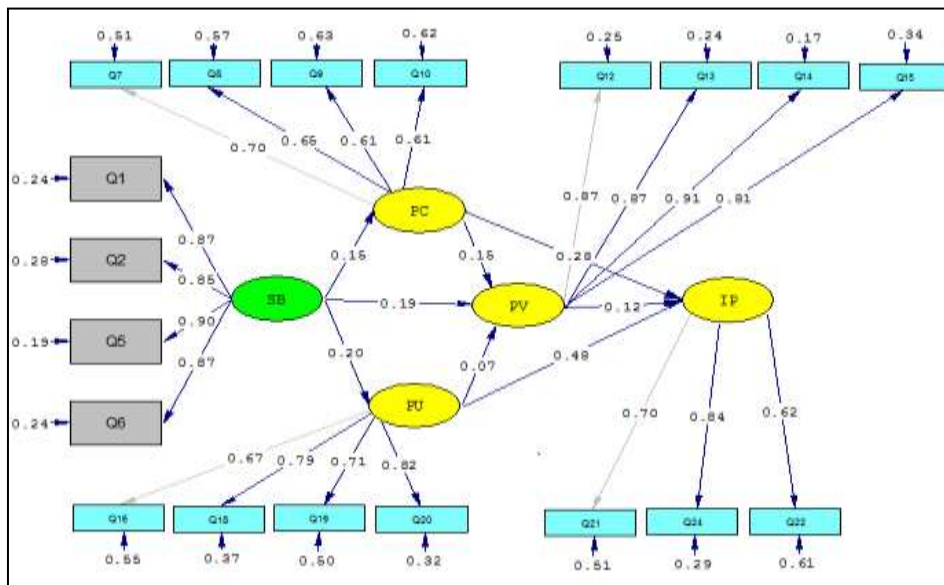 0.51 0.57 0.63 0.62 0.25 0.24 0.17 0.34
Q7 Q8 Q9 Q10 Q12 Q13 Q14 Q15
0.70 0.65 0.61 0.61 0.87 0.87 0.91 0.81
0.24 Q1
PC
0.87
0.28 Q2
0.85
0.15 0.15 0.28
SB 0.19 PV 0.12 IP
0.90
0.19 Q5
0.87
0.20 0.07 0.48
PU
0.24 Q6
0.67 0.79 0.71 0.82 0.70 0.84 0.62
Q16 Q18 Q19 Q20 Q21 Q24 Q22
0.55 0.37 0.50 0.32 0.51 0.29 0.61